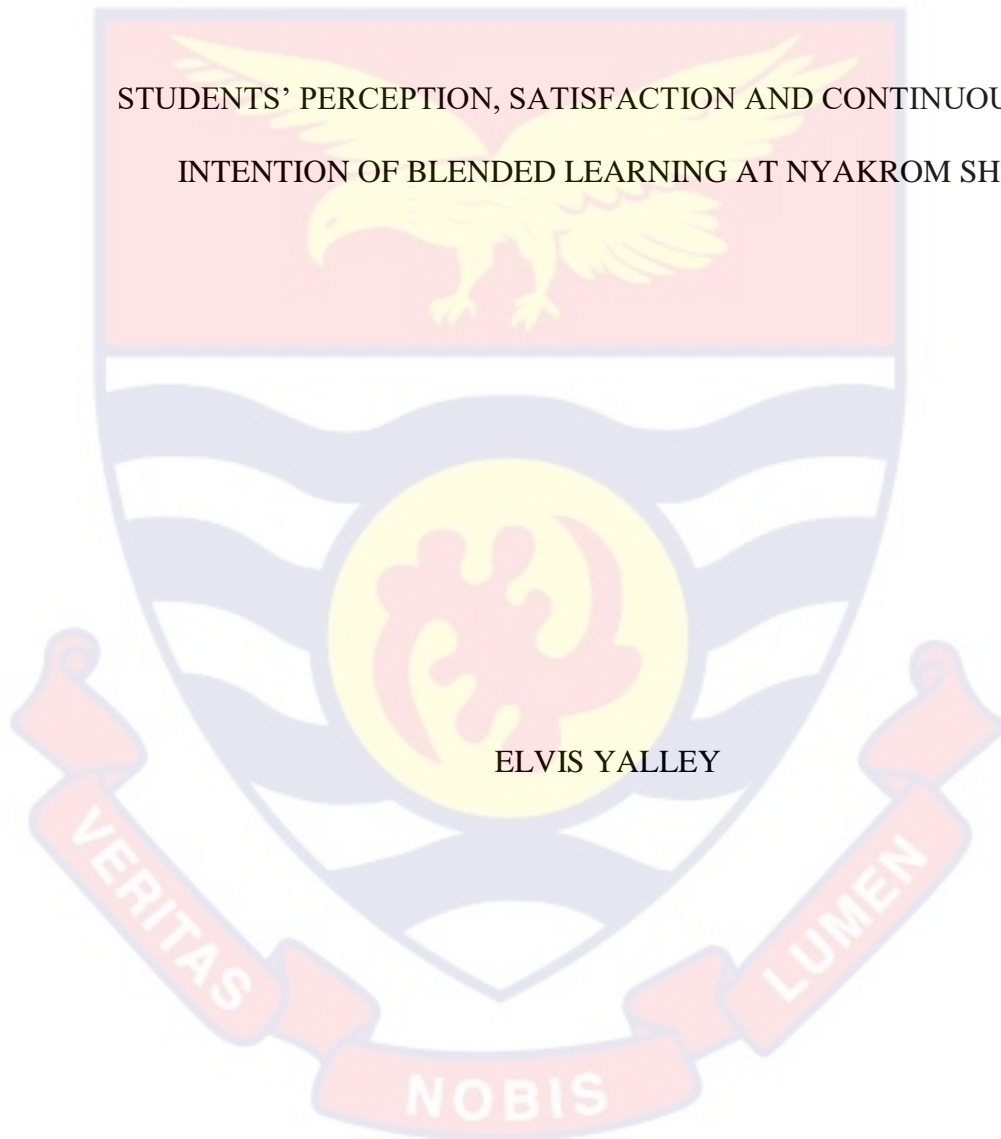 STUDENTS’ PERCEPTION, SATISFACTION AND CONTINUOU
INTENTION OF BLENDED LEARNING AT NYAKROM SH
ELVIS YALLEY
VERITAS
NOBIS
LUMEN